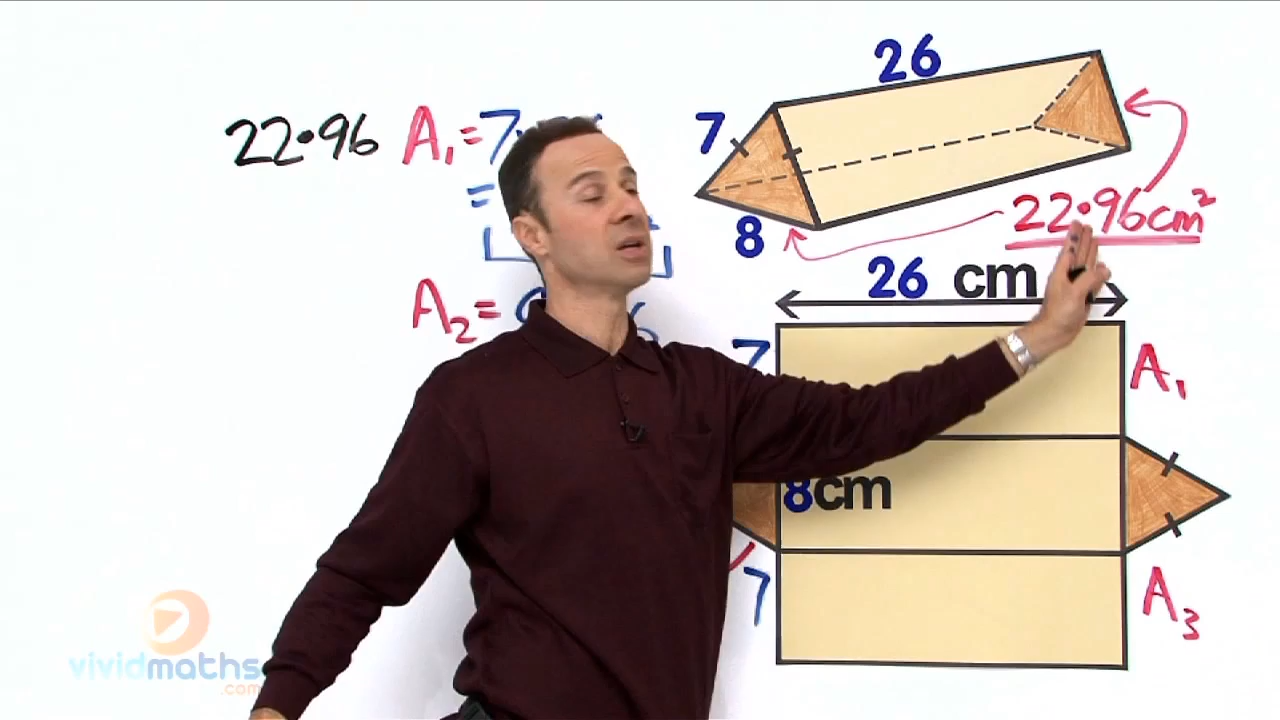 26
22·96 A₁=7
7
=
22·96cm²
8
26 cm
A₂=
7
A₁
8cm
7
A₃
vividmaths
.com